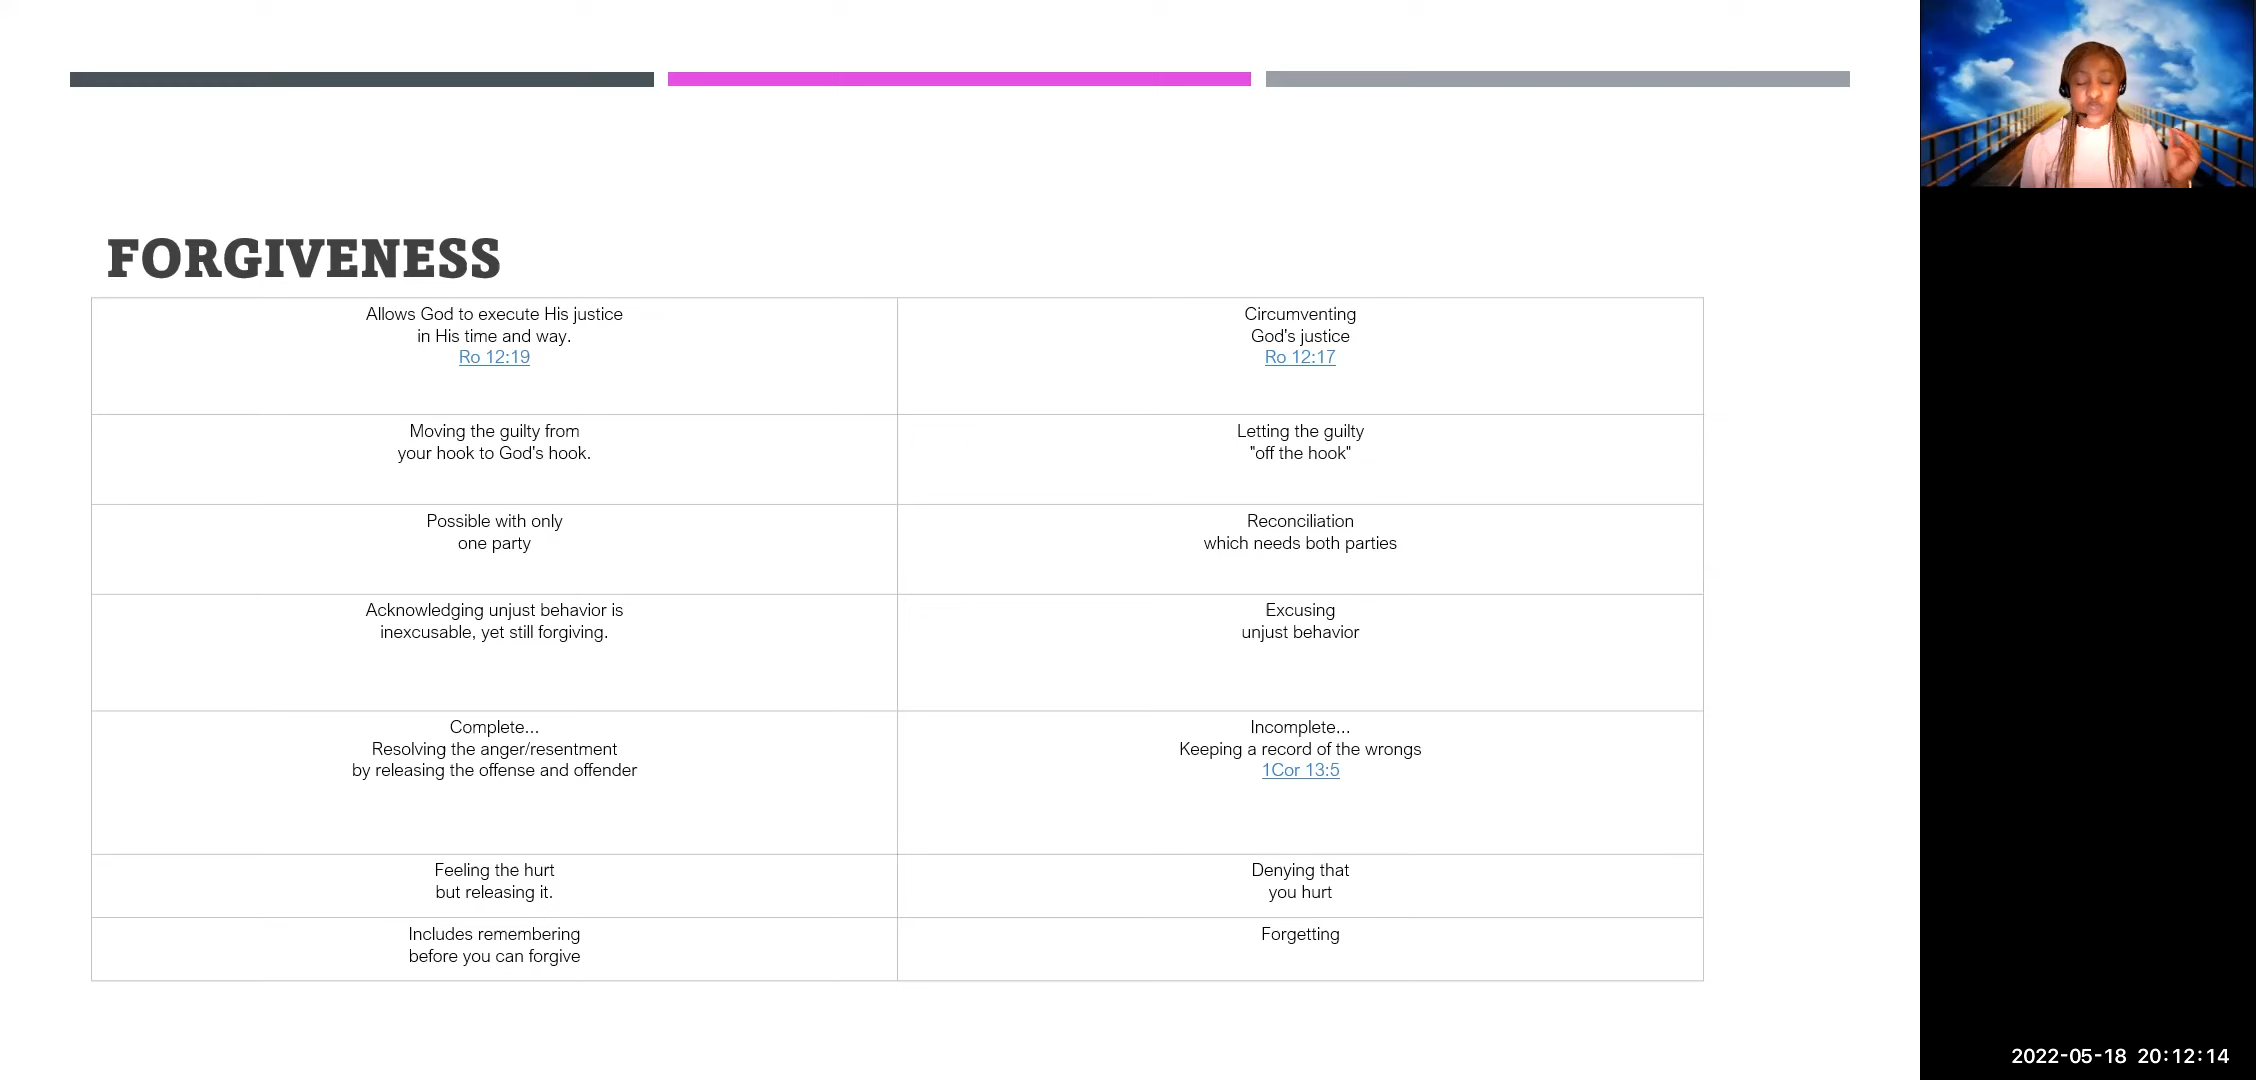 FORGIVENESS
Allows God to execute His justice
in His time and way.
Ro 12:19
Circumventing
God's justice
Ro 12:17
Moving the guilty from
your hook to God's hook.
Letting the guilty
"off the hook"
Possible with only
one party
Reconciliation
which needs both parties
Acknowledging unjust behavior is
inexcusable, yet still forgiving.
Excusing
unjust behavior
Complete...
Resolving the anger/resentment
by releasing the offense and offender
Incomplete...
Keeping a record of the wrongs
1Cor 13:5
Feeling the hurt
but releasing it.
Denying that
you hurt
Includes remembering
before you can forgive
Forgetting
2022-05-18 20:12:14